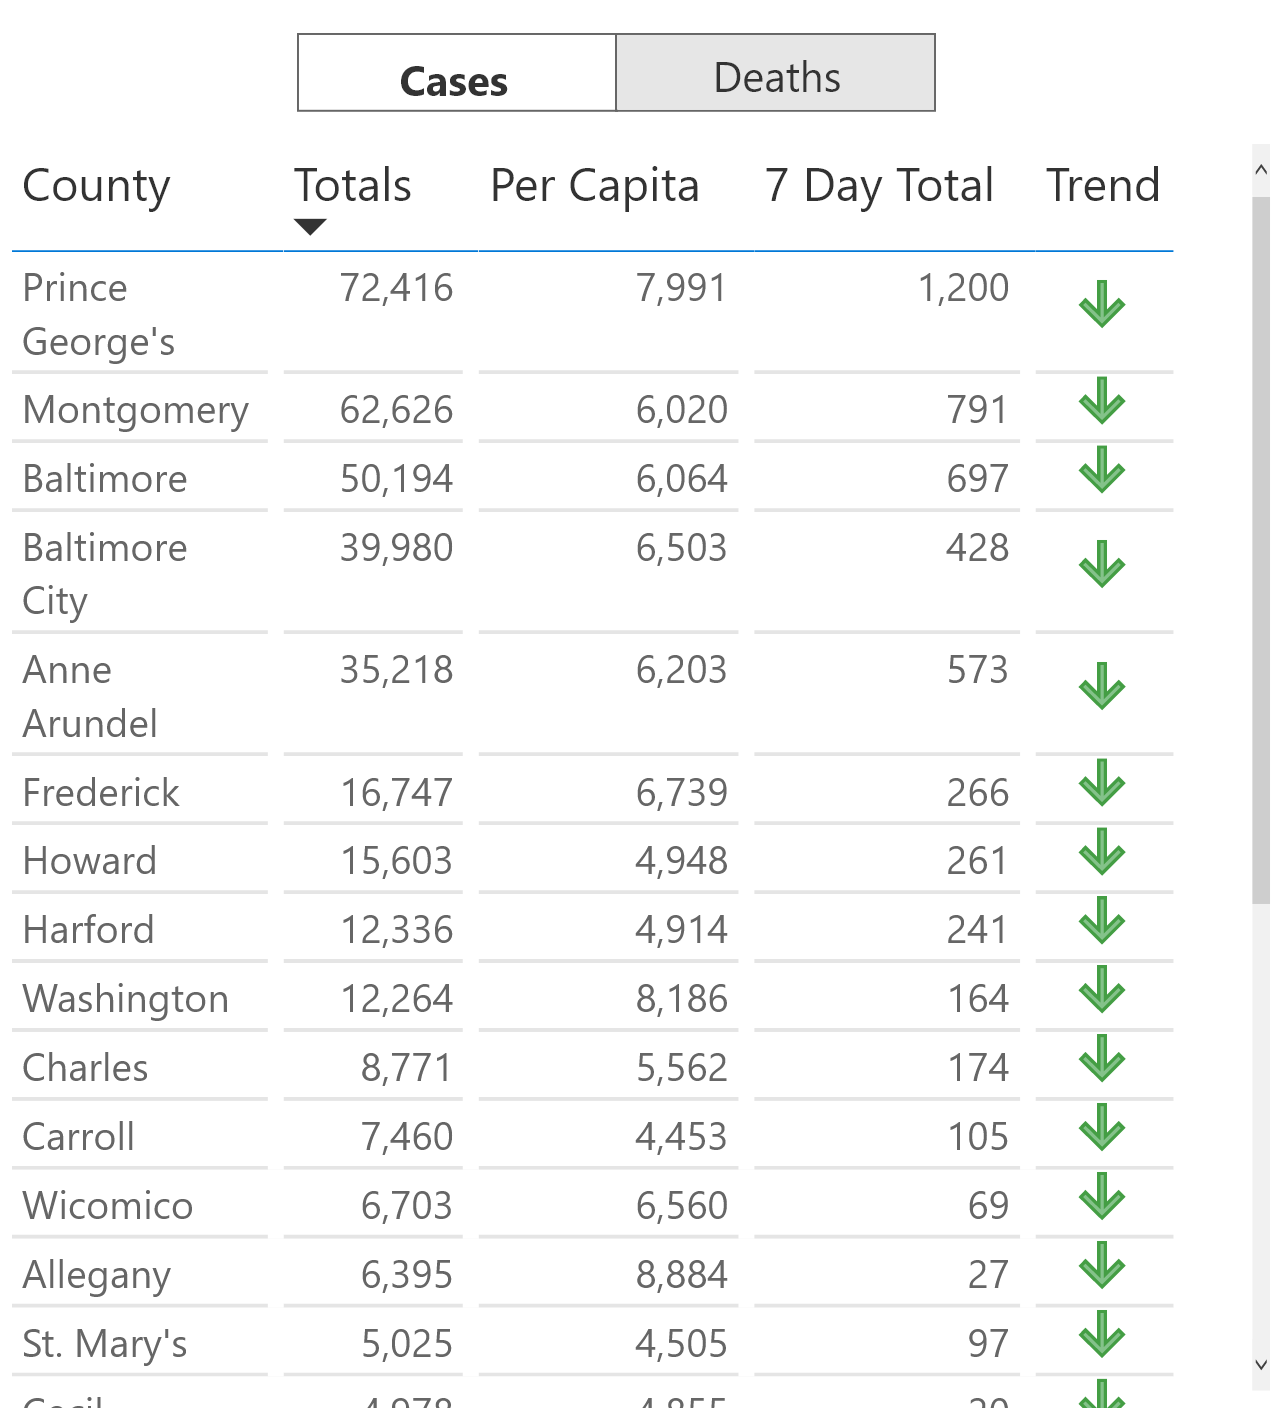 Cases Deaths
County Totals Per Capita 7 Day Total Trend
Prince 72,416 7,991 1,200
George's
Montgomery 62,626 6,020 791
Baltimore 50,194 6,064 697
Baltimore 39,980 6,503 428
City
Anne 35,218 6,203 573
Arundel
Frederick 16,747 6,739 266
Howard 15,603 4,948 261
Harford 12,336 4,914 241
Washington 12,264 8,186 164
Charles 8,771 5,562 174
Carroll 7,460 4,453 105
Wicomico 6,703 6,560 69
Allegany 6,395 8,884 27
St. Mary's 5,025 4,505 97
Cecil